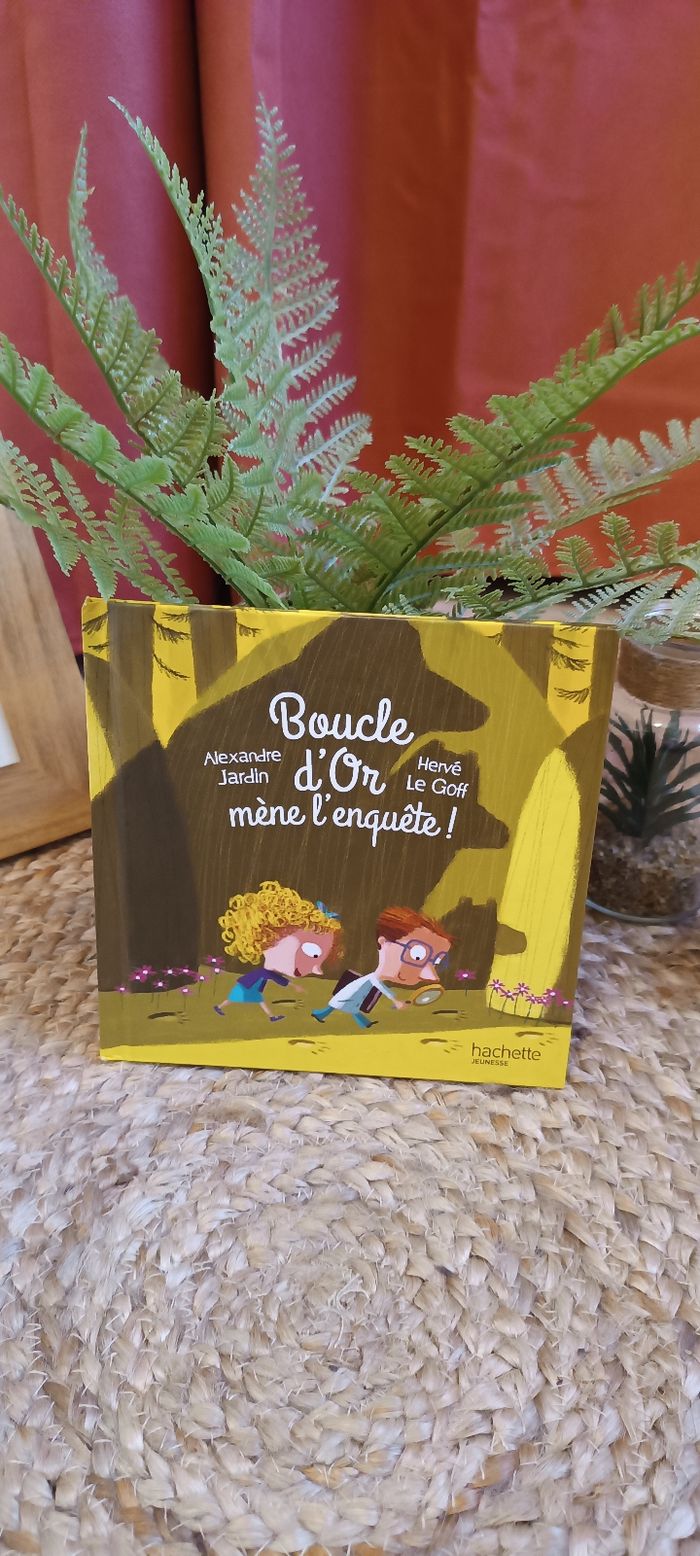 Boucle
d'Or
mène l'enquête !
Alexandre
Jardin
Hervé
Le Goff
hachette
JEUNESSE